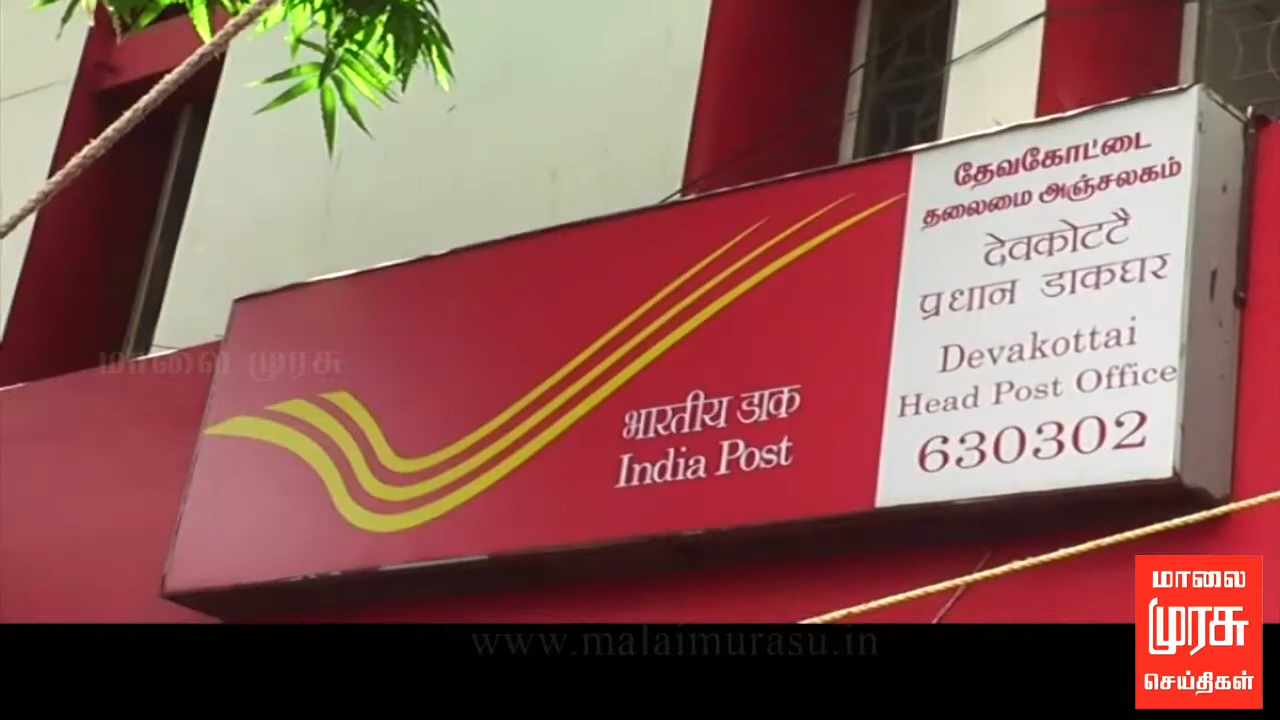 தேவகோட்டை
தலைமை அஞ்சலகம்
देवकोटटै
प्रधान डाकघर
Devakottai
Head Post Office
630302
भारतीय डाक
India Post
மாலை முரசு
www.malaimurasu.in
மாலை
முரசு
செய்திகள்